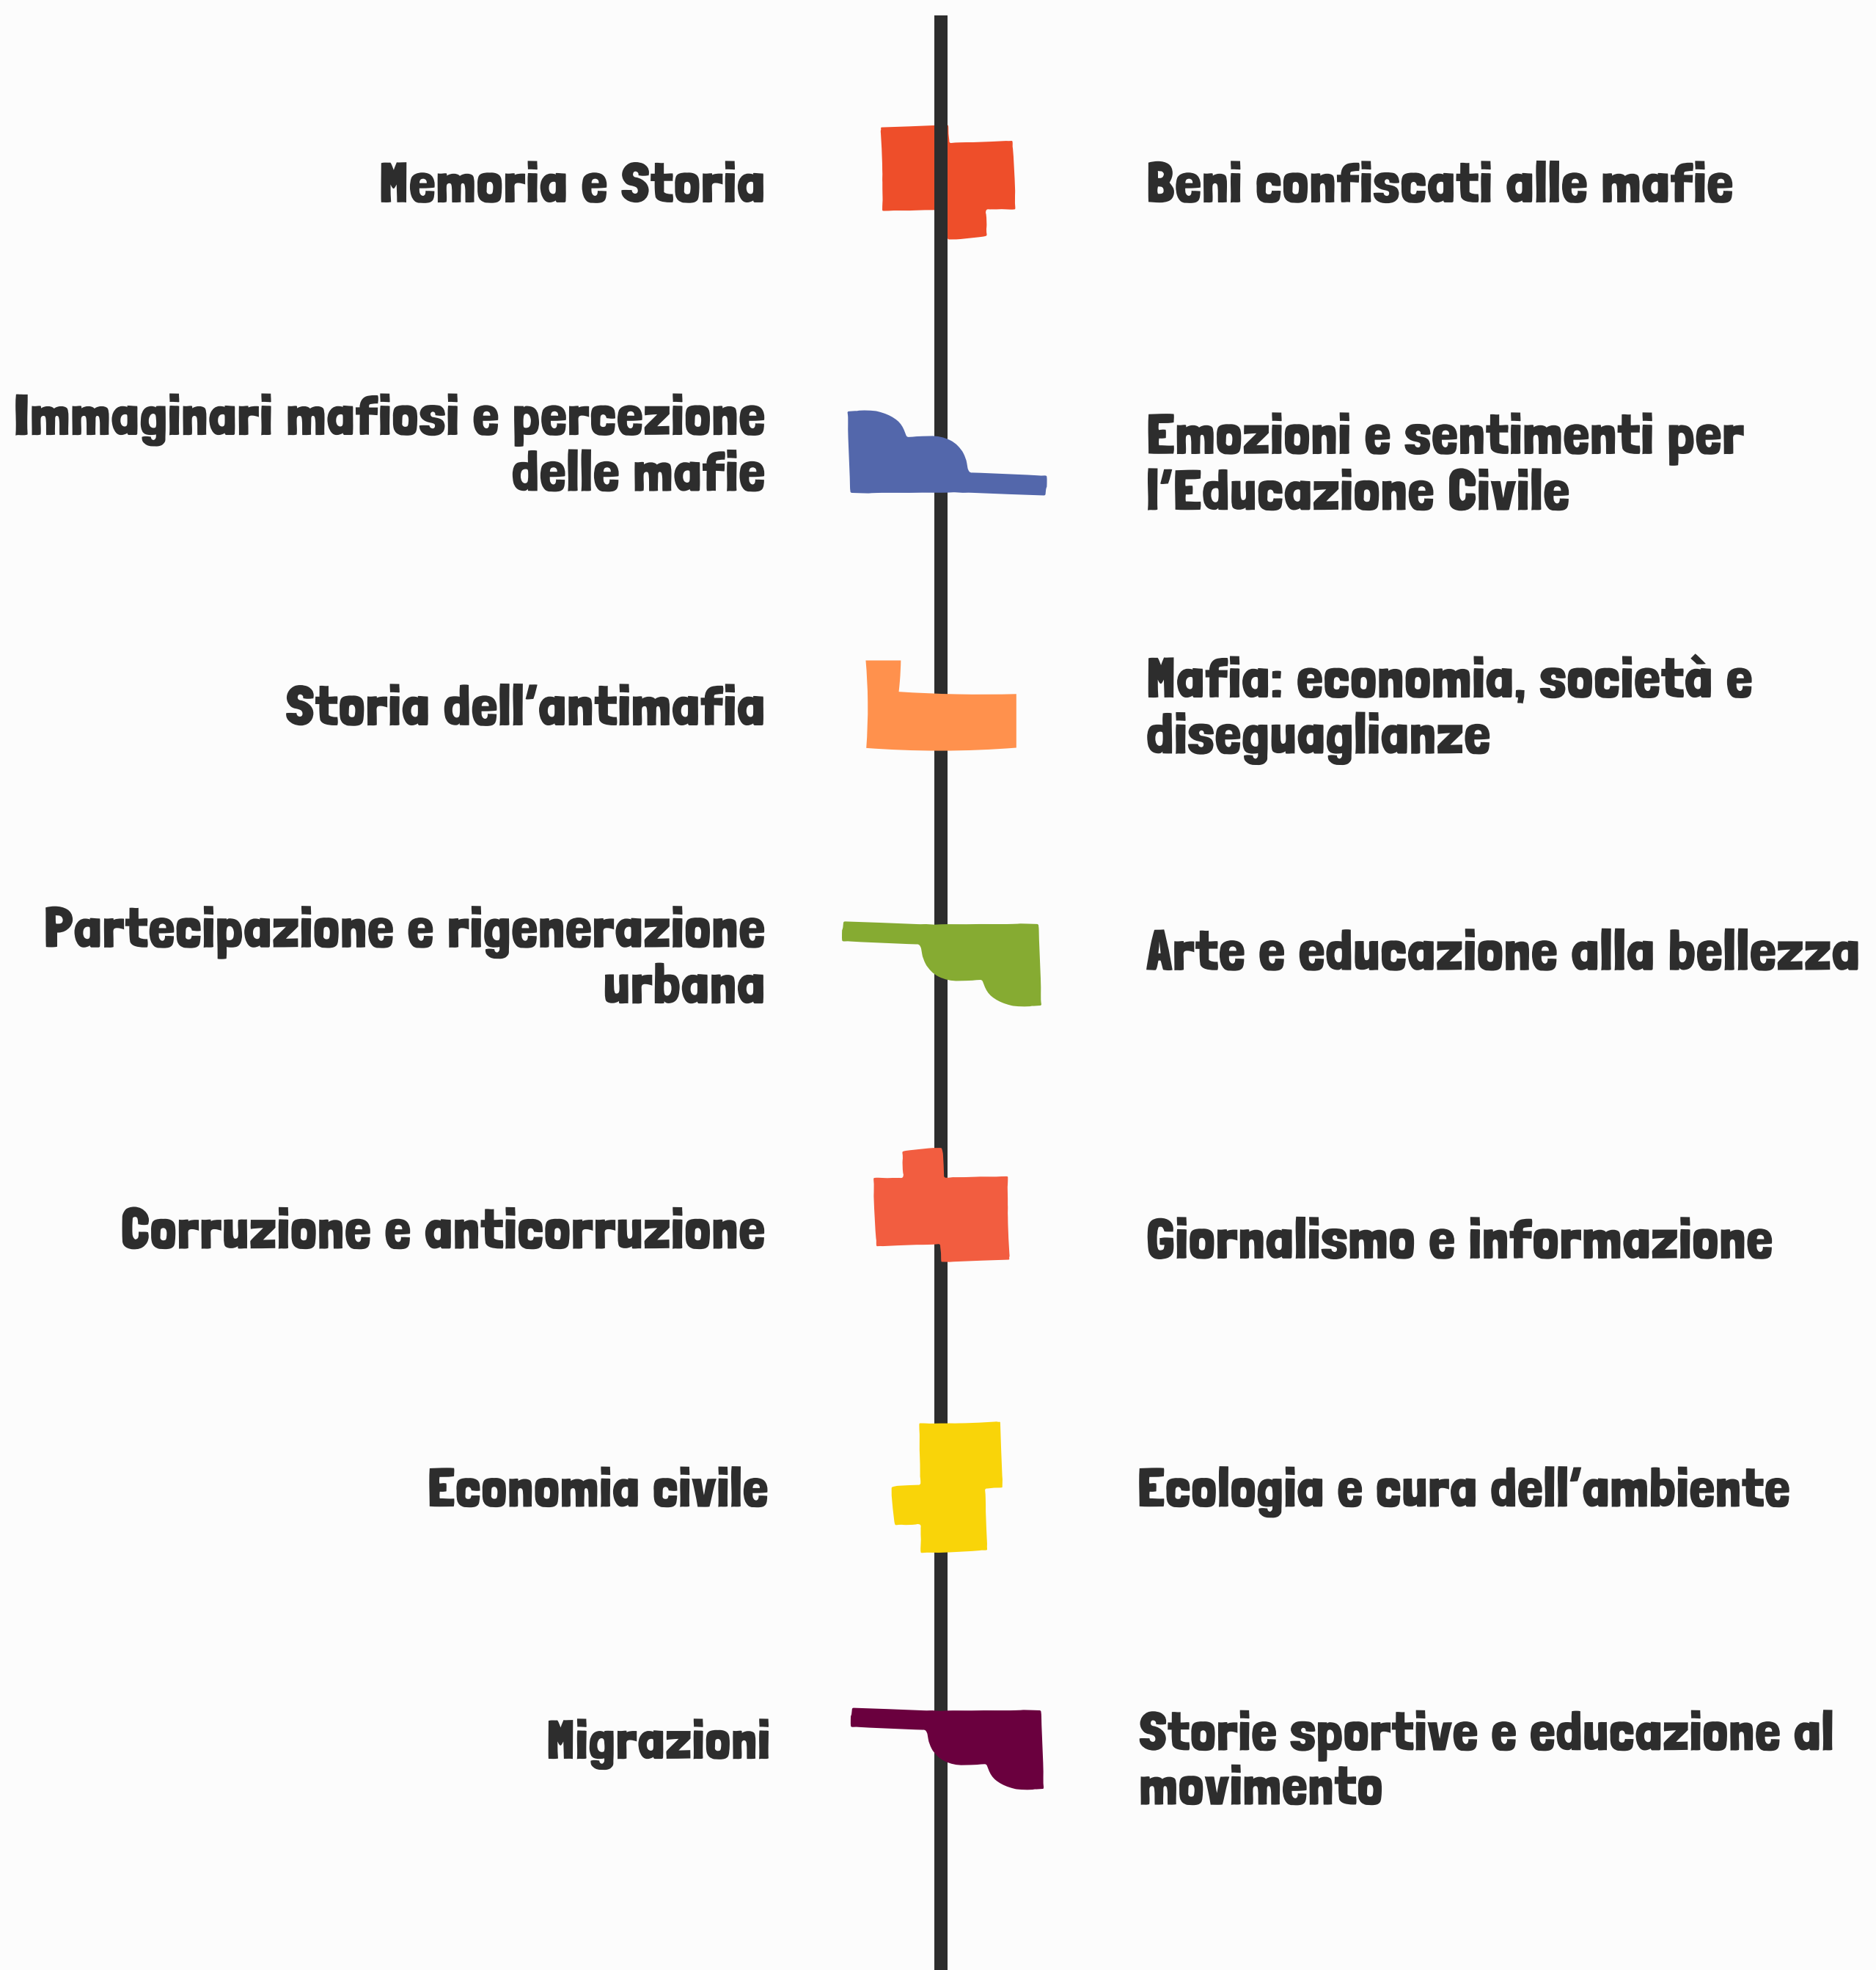 Memoria e Storia
Beni confiscati alle mafie
Immaginari mafiosi e percezione
delle mafie
Emozioni e sentimenti per
l'Educazione Civile
Storia dell'antimafia
Mafia: economia, società e
diseguaglianze
Partecipazione e rigenerazione
urbana
Arte e educazione alla bellezza
Corruzione e anticorruzione
Giornalismo e informazione
Economia civile
Ecologia e cura dell'ambiente
Migrazioni
Storie sportive e educazione al
movimento